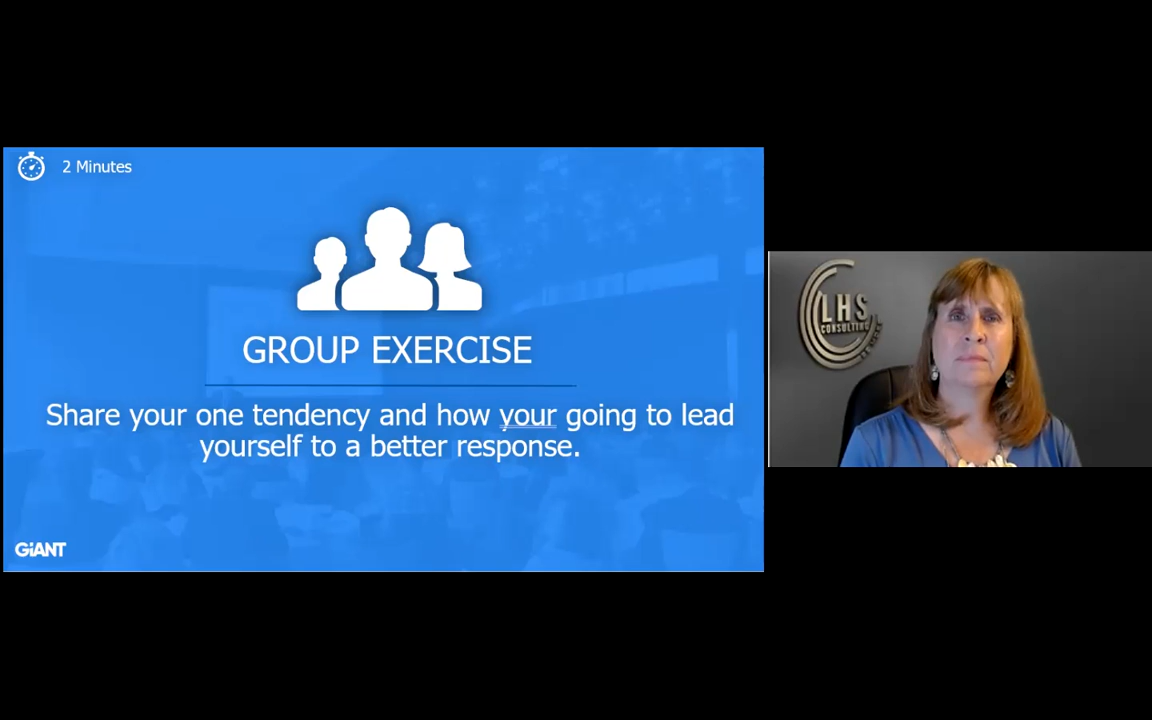 2 Minutes
GROUP EXERCISE
Share your one tendency and how your going to lead
yourself to a better response.
GiANT
LHS
CONSULTING